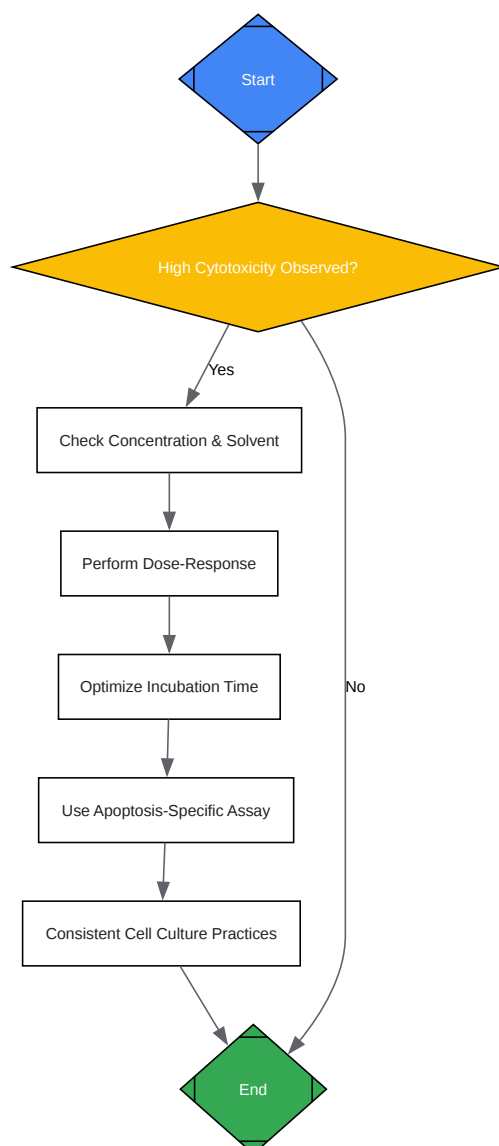 Start
High Cytotoxicity Observed?
Yes
Check Concentration & Solvent
Perform Dose-Response
Optimize Incubation Time
No
Use Apoptosis-Specific Assay
Consistent Cell Culture Practices
End